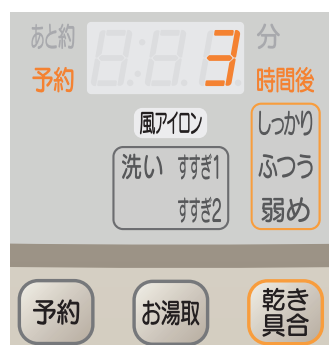 あと約 分
予約 3 時間後
風アイロン
洗い すすぎ1
すすぎ2
しっかり
ふつう
弱め
予約
お湯取
乾き
具合